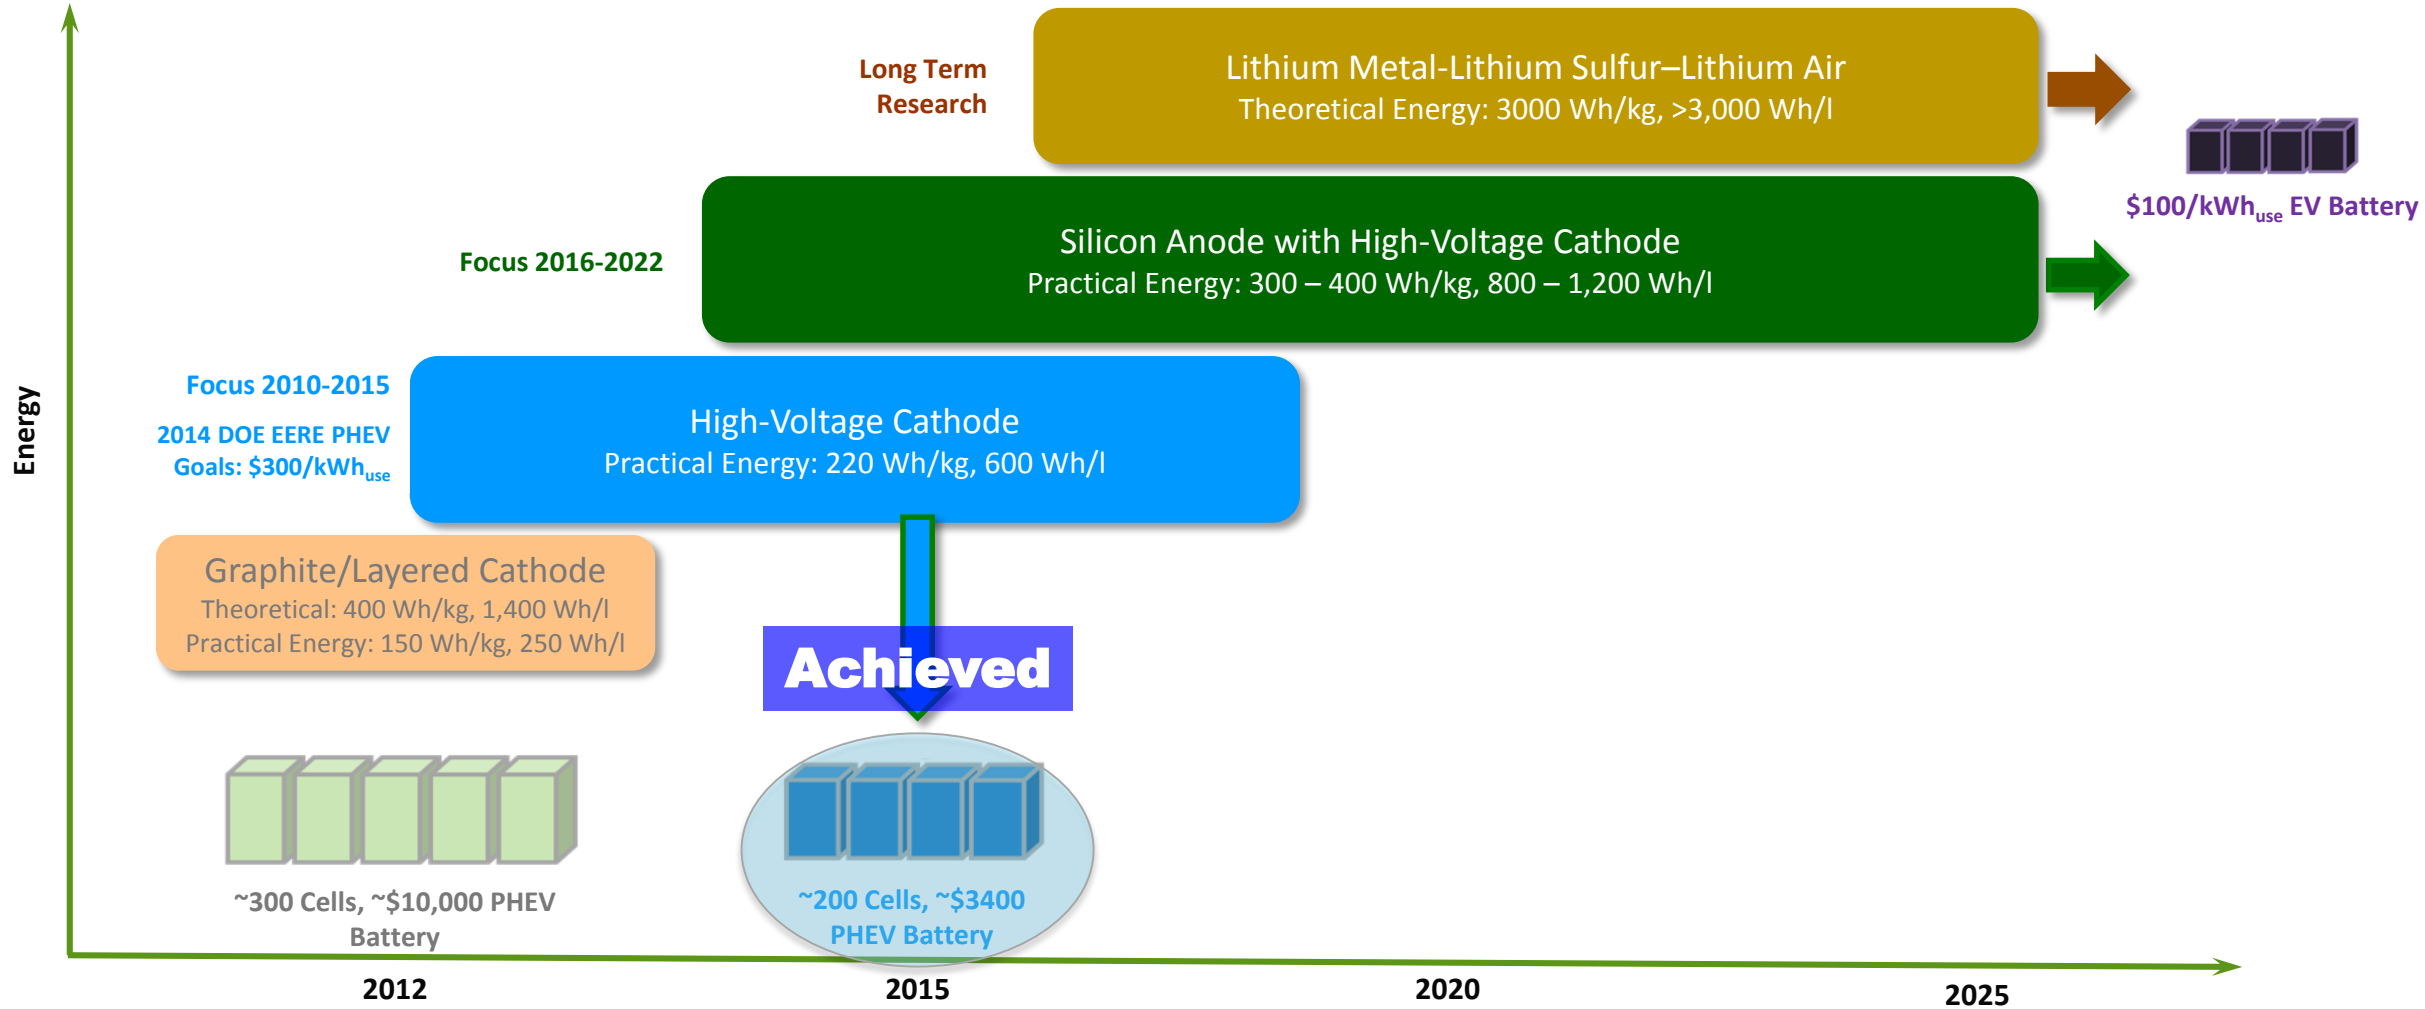 Long Term
Research
Lithium Metal-Lithium Sulfur–Lithium Air
Theoretical Energy: 3000 Wh/kg, >3,000 Wh/l
$100/kWhuse EV Battery
Focus 2016-2022
Silicon Anode with High-Voltage Cathode
Practical Energy: 300 – 400 Wh/kg, 800 – 1,200 Wh/l
Energy
Focus 2010-2015
2014 DOE EERE PHEV
Goals: $300/kWhuse
High-Voltage Cathode
Practical Energy: 220 Wh/kg, 600 Wh/l
Graphite/Layered Cathode
Theoretical: 400 Wh/kg, 1,400 Wh/l
Practical Energy: 150 Wh/kg, 250 Wh/l
Achieved
~300 Cells, ~$10,000 PHEV
Battery
~200 Cells, ~$3400
PHEV Battery
2012
2015
2020
2025